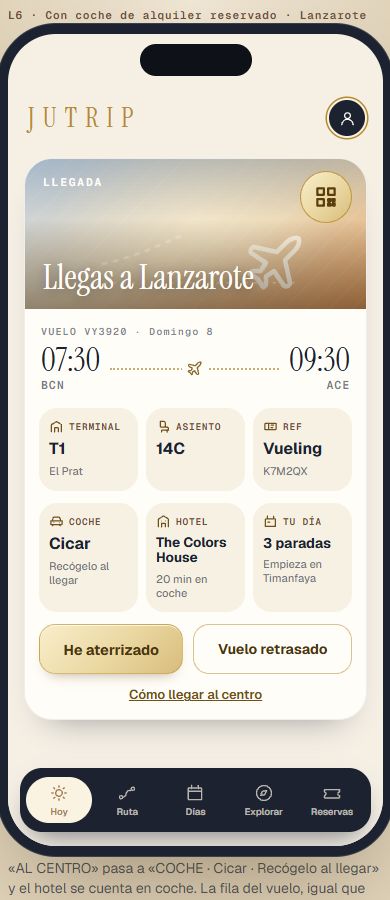 L6 · Con coche de alquiler reservado · Lanzarote
JUTRIP
LLEGADA
Llegas a Lanzarote
VUELO VY3920 · Domingo 8
07:30 09:30
BCN ACE
TERMINAL ASIENTO REF
T1 14C Vueling
El Prat K7M2QX
COCHE HOTEL TU DÍA
Cicar The Colors House 3 paradas
Recógelo al llegar 20 min en coche Empieza en Timanfaya
He aterrizado Vuelo retrasado
Cómo llegar al centro
Hoy Ruta Días Explorar Reservas
«AL CENTRO» pasa a «COCHE · Cicar · Recógelo al llegar»
y el hotel se cuenta en coche. La fila del vuelo, igual que